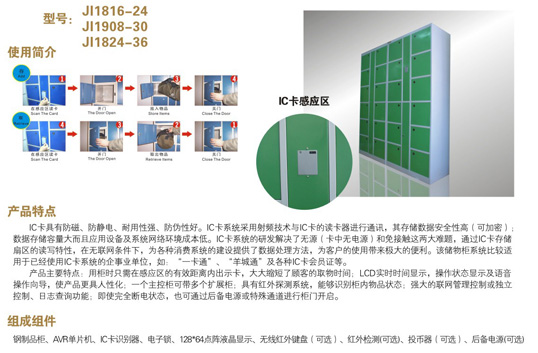 型号：
JI1816-24
JI1908-30
JI1824-36
使用简介
1 2 3 4
在感应区读卡 开门 存入物品 关门
Scan The Card The Door Open Store Items Close The Door
4 2 3 1
在感应区读卡 开门 取出物品 关门
Scan The Card The Door Open Retrieve Items Close The Door
IC卡感应区
产品特点
IC卡具有防磁、防静电、耐用性强、防伪性好。IC卡系统采用射频技术与IC卡的读卡器进行通讯，其存储数据安全性高（可加密）；
数据存储容量大而且应用设备及系统网络环境成本低。IC卡系统的研发解决了无源（卡中无电源）和免接触这两大难题，通过IC卡存储
扇区的读写特性，在无联网条件下，为各种消费系统的建设提供了数据处理方法，为客户的使用带来极大的便利。该储物柜系统比较适
用于已经使用IC卡系统的企事业单位，如：“一卡通”、“羊城通”及各种IC卡会员证等。
产品主要特点：用柜时只需在感应区的有效距离内出示卡，大大缩短了顾客的取物时间；LCD实时时间显示，操作状态显示及语音
操作向导，使产品更具人性化；一个主控柜可带多个扩展柜；具有红外探测系统，能够识别柜内物品状态；强大的联网管理控制或独立
控制、日志查询功能；即使完全断电状态，也可通过后备电源或特殊通道进行柜门开启。
组成组件
钢制品柜、AVR单片机、IC卡识别器、电子锁、128*64点阵液晶显示、无线红外键盘（可选）、红外检测(可选)、投币器（可选）、后备电源(可选)